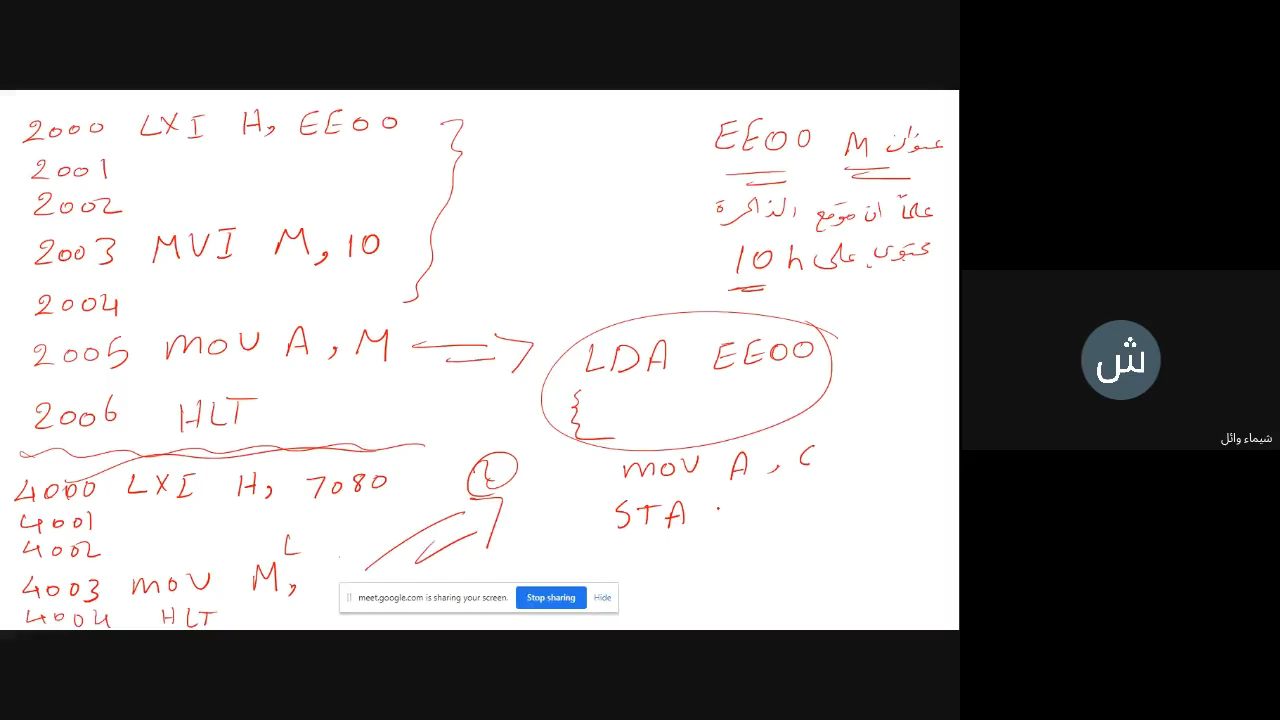 2000 LXI H, EE00
2001
2002
2003 MVI M, 10
2004
2005 MOV A, M
2006 HLT
4000 LXI H, 7080
4001
4002
4003 MOV M, L
4004 HLT
عنوان M EE00
علماً ان موقع الذاكرة
يحتوي على 10 h
LDA EE00
MOV A, C
STA
meet.google.com is sharing your screen.
Stop sharing
Hide
ش
شيماء وائل